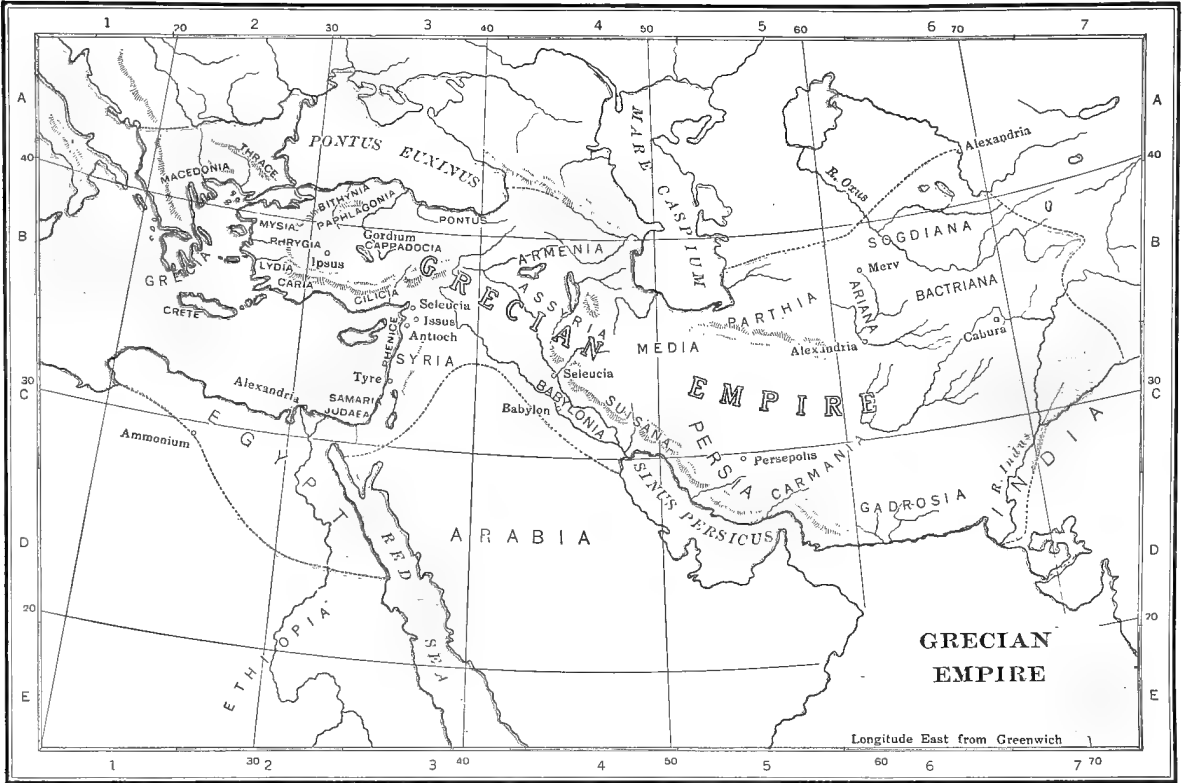 1 20 2 30 3 40 4 50 5 60 6 70 7
A
A
40
40
B
B
30
30
C
C
D
D
20
20
E
E
PONTUS EUXINUS
MARE CASPIUM
Alexandria
R. Oxus
THRACE
MACEDONIA
BITHYNIA
PAPHLAGONIA
PONTUS
MYSIA
PHRYGIA
Gordium
CAPPADOCIA
Ipsus
LYDIA
CARIA
CILICIA
CRETE
ARMENIA
ASSYRIA
SOGDIANA
Merv
ARIANA
BACTRIANA
Cabura
PARTHIA
Alexandria
MEDIA
GRECIAN
EMPIRE
Seleucia
Issus
Antioch
PHENICE
SYRIA
Tyre
SAMARI
JUDAEA
Alexandria
Ammonium
EGYPT
Seleucia
Babylon
BABYLONIA
SUISANA
PERSIA
Persepolis
CARMANI
GADROSIA
R. Indus
INDIA
SINUS PERSICUS
ARABIA
RED SEA
ETHIOPIA
GRECIAN
EMPIRE
Longitude East from Greenwich
1 2 30 3 40 4 50 5 60 6 7 70